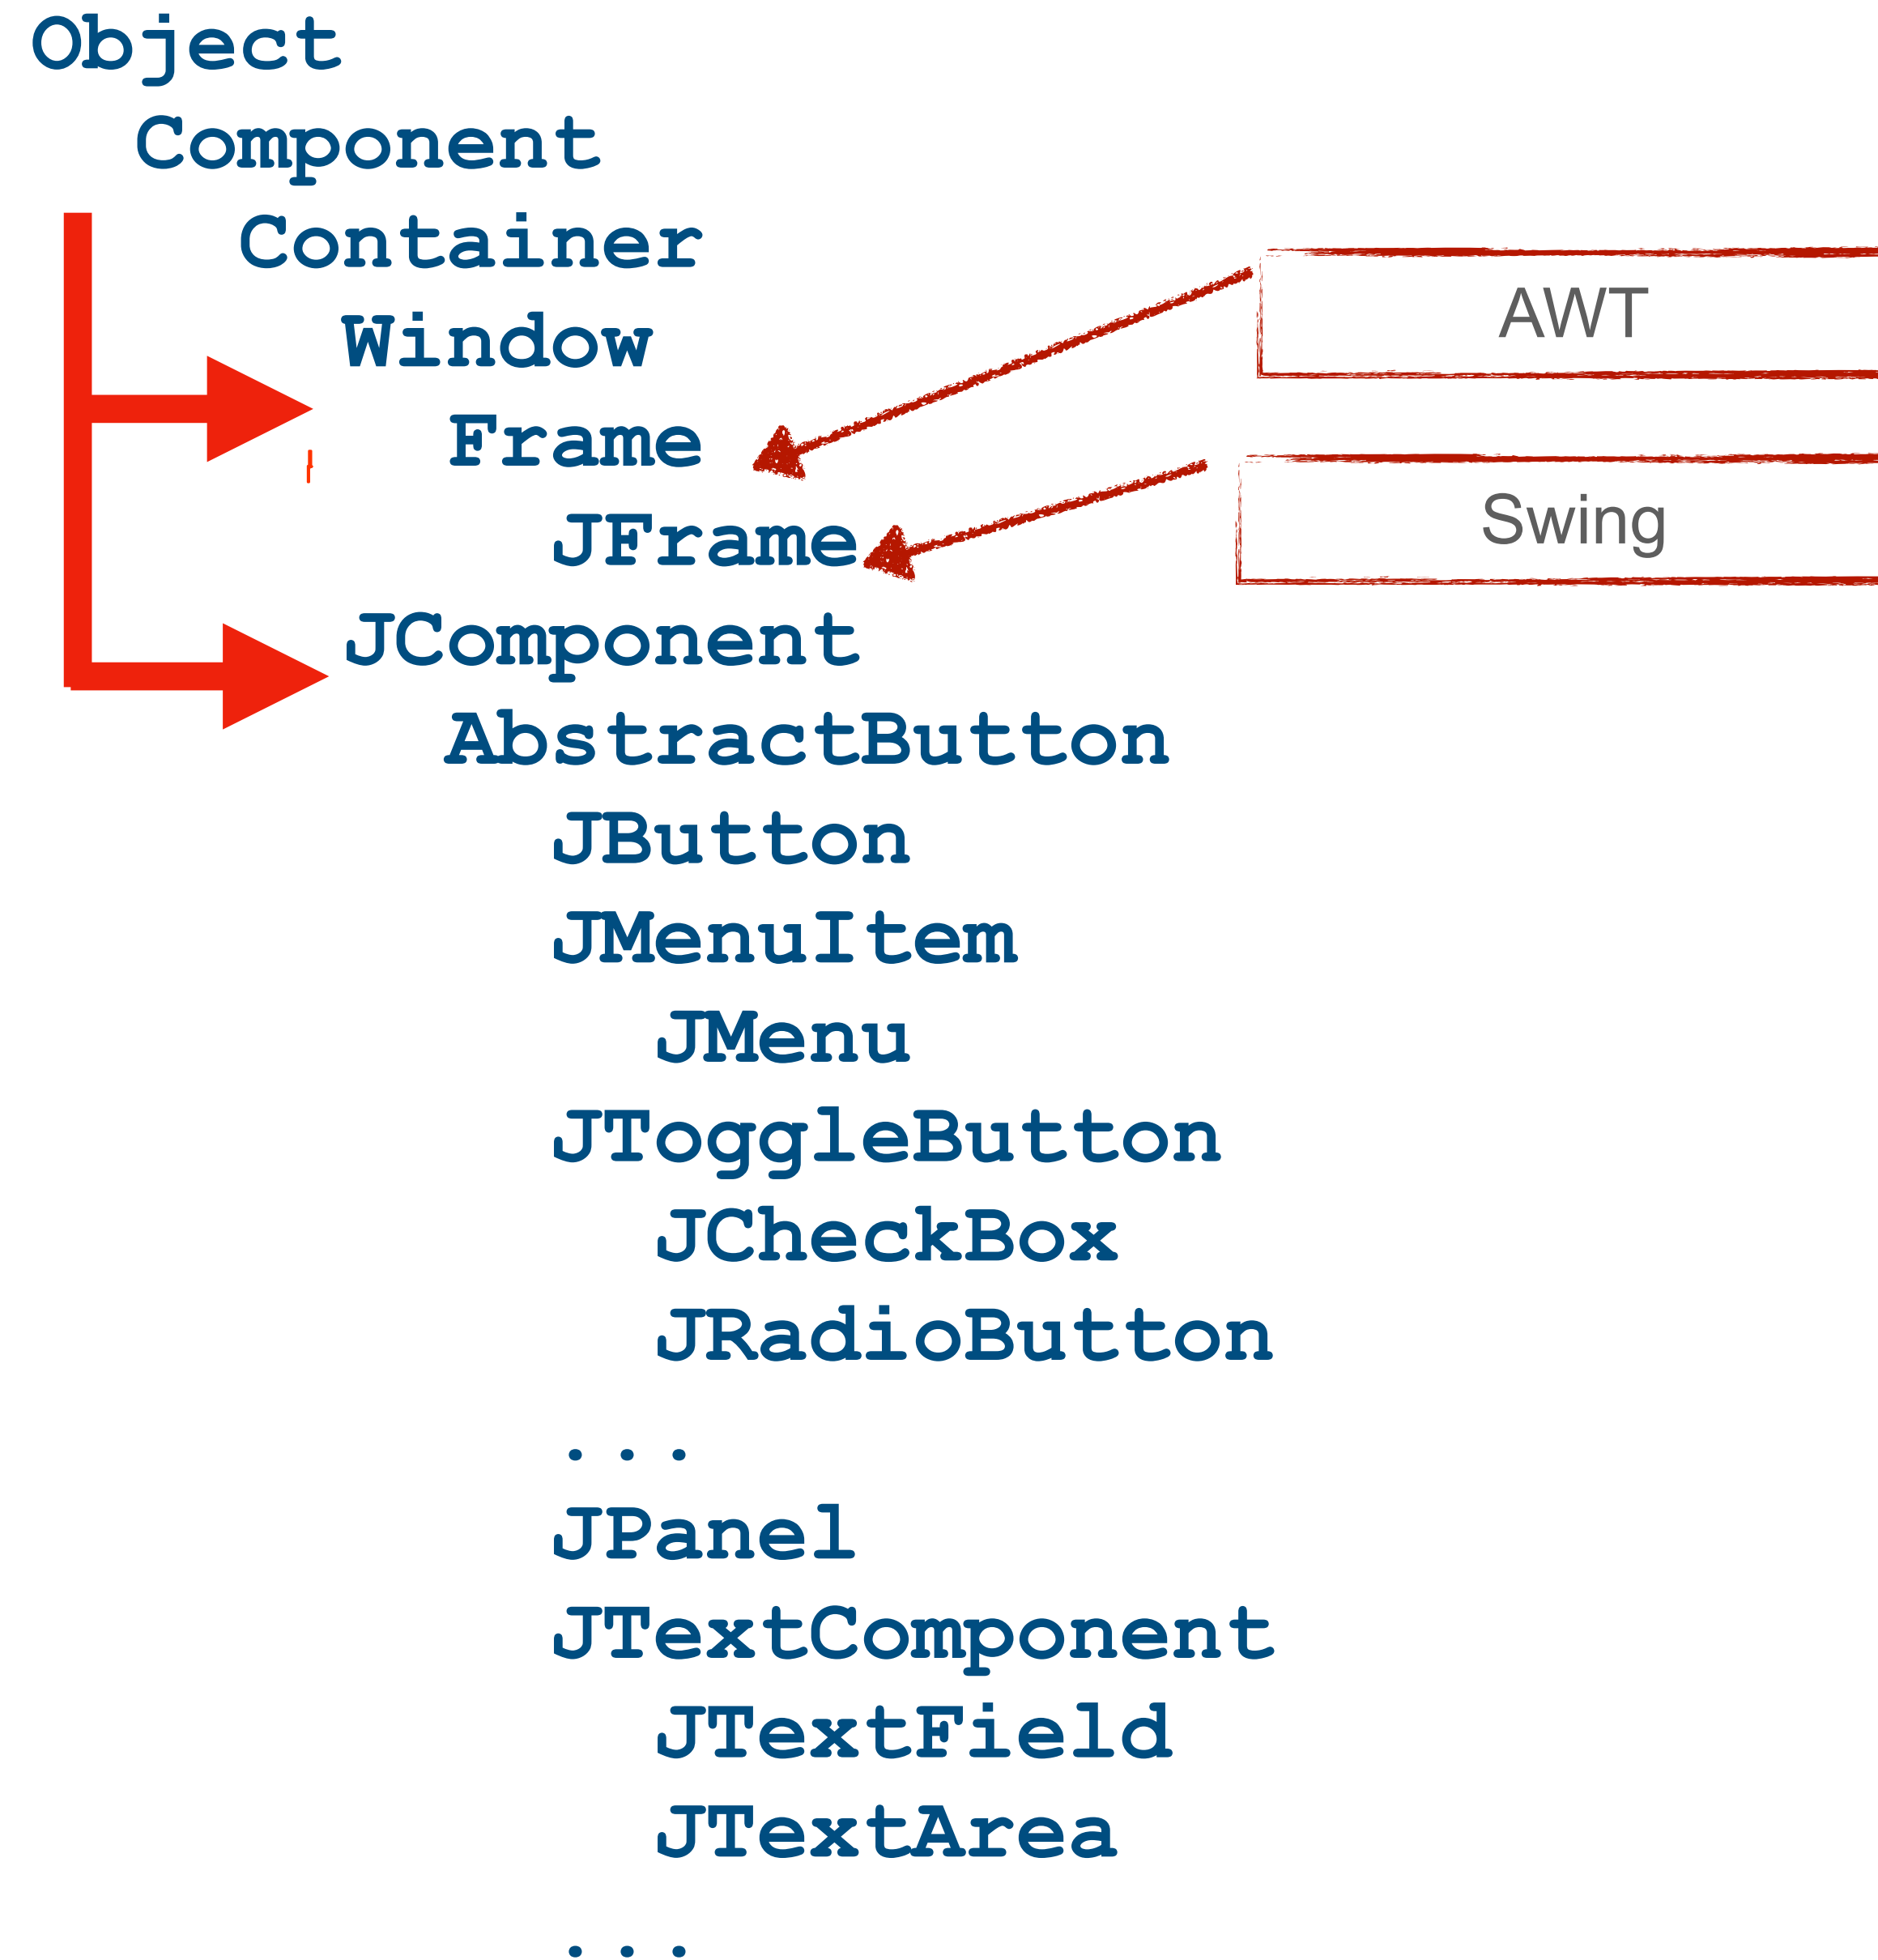 Object
Component
Container
Window
Frame
JFrame
JComponent
AbstractButton
JButton
JMenuItem
JMenu
JToggleButton
JCheckBox
JRadioButton
...
JPanel
JTextComponent
JTextField
JTextArea
...
AWT
Swing